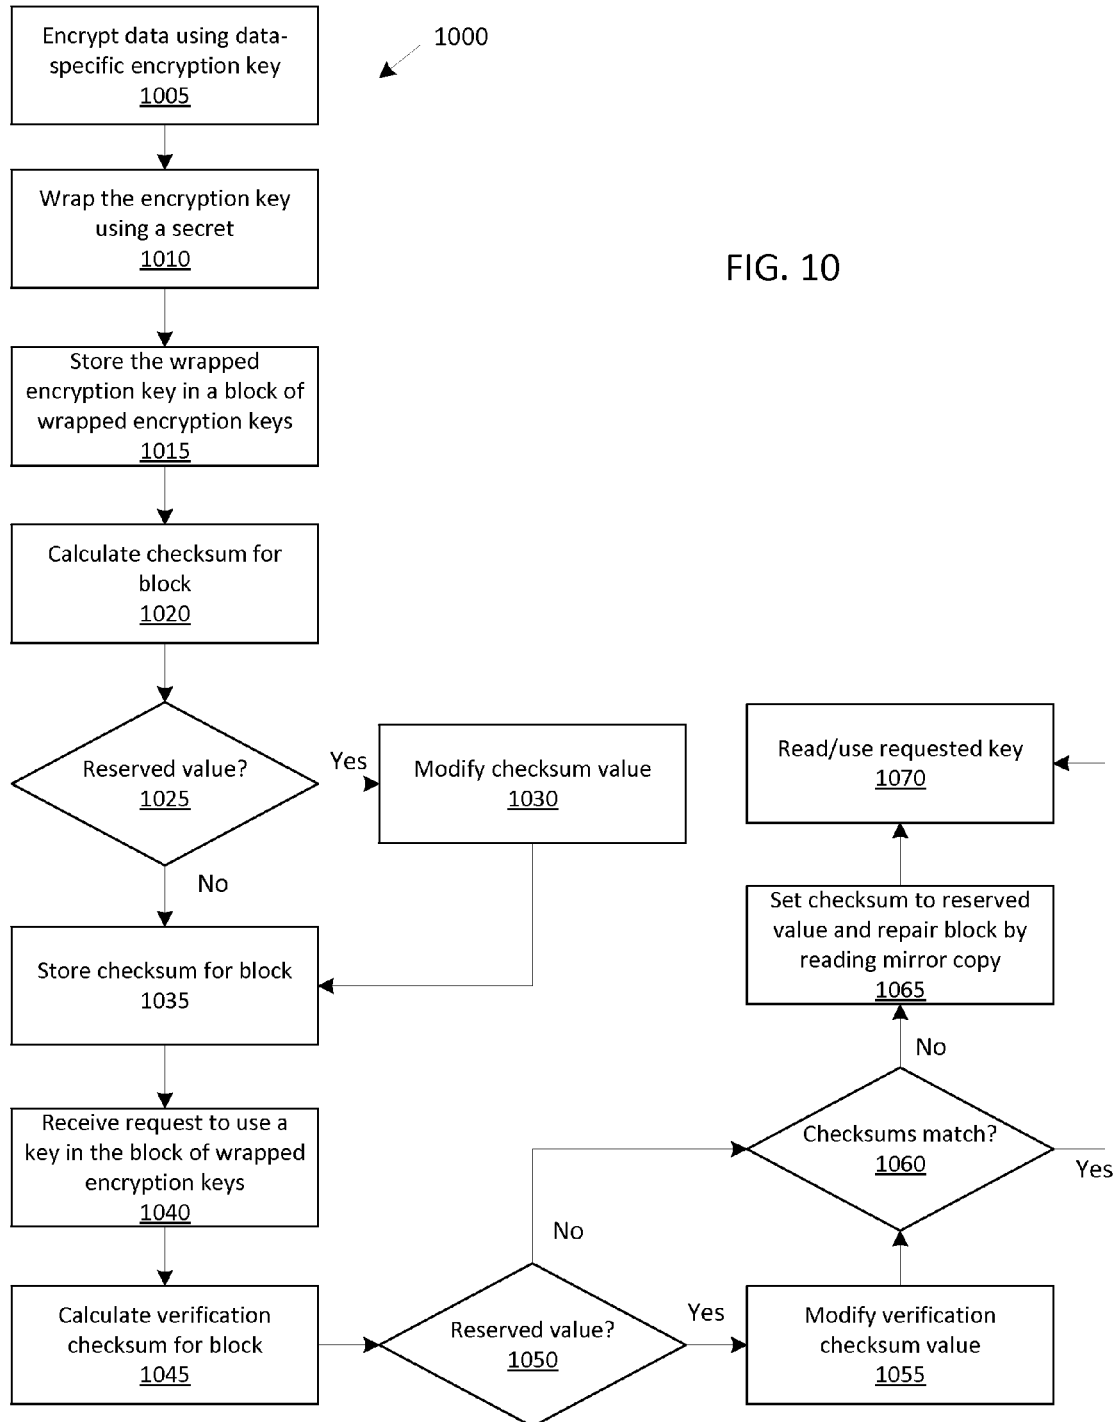 Encrypt data using data-
specific encryption key
1005
1000
Wrap the encryption key
using a secret
1010
FIG. 10
Store the wrapped
encryption key in a block of
wrapped encryption keys
1015
Calculate checksum for
block
1020
Reserved value?
1025
Yes
Modify checksum value
1030
No
Store checksum for block
1035
Receive request to use a
key in the block of wrapped
encryption keys
1040
Calculate verification
checksum for block
1045
Reserved value?
1050
No
Yes
Modify verification
checksum value
1055
Checksums match?
1060
Yes
No
Set checksum to reserved
value and repair block by
reading mirror copy
1065
Read/use requested key
1070